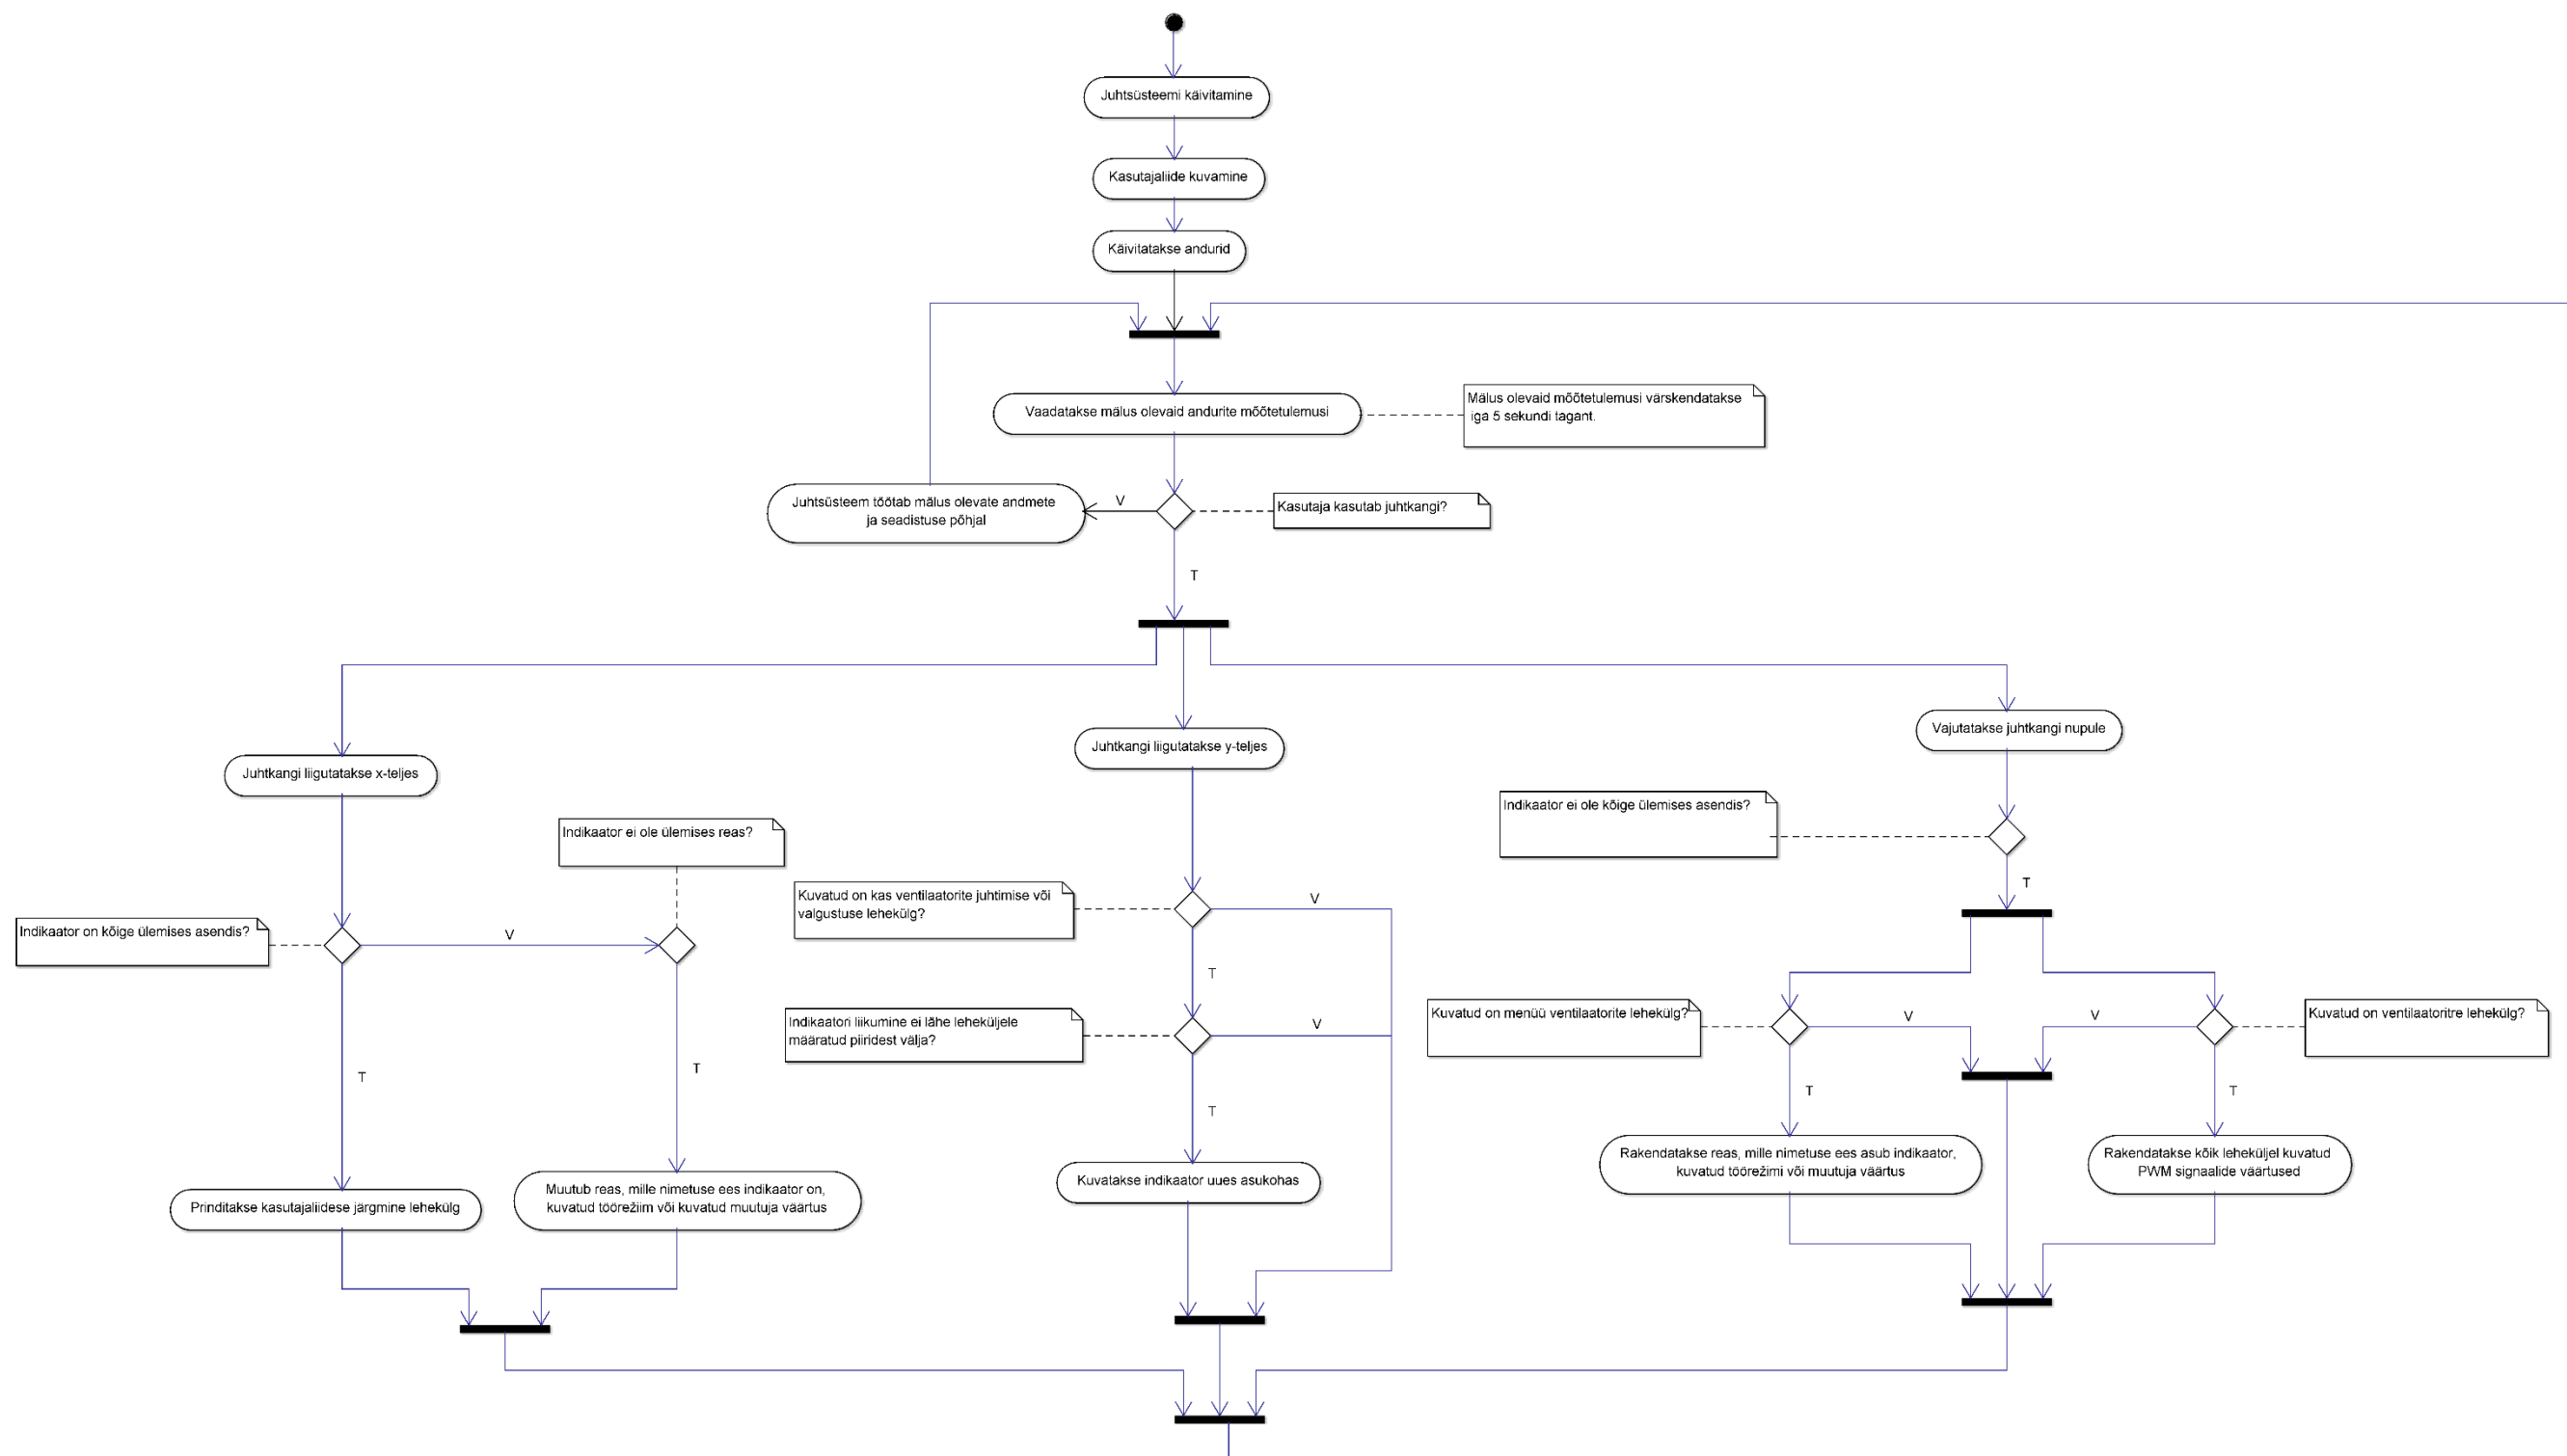 Juhtsüsteemi käivitamine
Kasutajaliide kuvamine
Käivitatakse andurid
Vaadatakse mälus olevaid andurite mõõtetulemusi
Mälus olevaid mõõtetulemusi värskendatakse
iga 5 sekundi tagant.
Juhtsüsteem töötab mälus olevate andmete
ja seadistuse põhjal
V
Kasutaja kasutab juhtkangi?
T
Juhtkangi liigutatakse x-teljes
Juhtkangi liigutatakse y-teljes
Vajutatakse juhtkangi nupule
Indikaator ei ole ülemises reas?
Indikaator ei ole kõige ülemises asendis?
Indikaator on kõige ülemises asendis?
V
Kuvatud on kas ventilaatorite juhtimise või
valgustuse lehekülg?
V
T
T
Indikaatori liikumine ei lähe leheküljele
määratud piiridest välja?
V
Kuvatud on menüü ventilaatorite lehekülg?
V
V
Kuvatud on ventilaatoritre lehekülg?
T
T
T
T
T
Prinditakse kasutajaliidese järgmine lehekülg
Muutub reas, mille nimetuse ees indikaator on,
kuvatud töörežiim või kuvatud muutuja väärtus
Kuvatakse indikaator uues asukohas
Rakendatakse reas, mille nimetuse ees asub indikaator,
kuvatud töörežimi või muutuja väärtus
Rakendatakse kõik leheküljel kuvatud
PWM signaalide väärtused